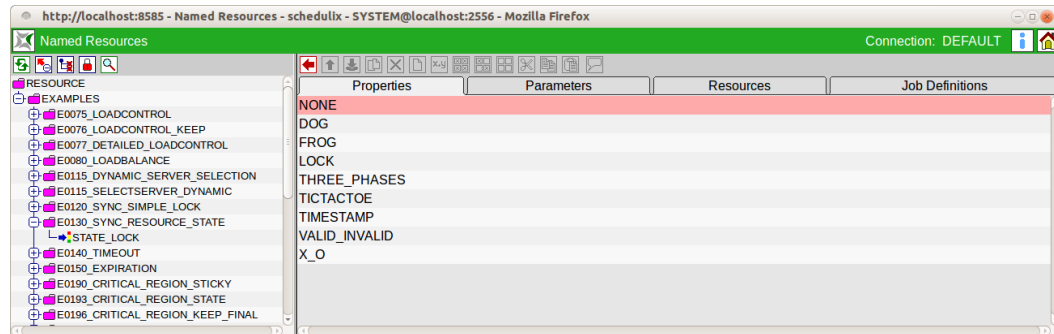 http://localhost:8585 - Named Resources - schedulix - SYSTEM@localhost:2556 - Mozilla Firefox
Named Resources
Connection: DEFAULT
RESOURCE
EXAMPLES
E0075_LOADCONTROL
E0076_LOADCONTROL_KEEP
E0077_DETAILED_LOADCONTROL
E0080_LOADBALANCE
E0115_DYNAMIC_SERVER_SELECTION
E0115_SELECTSERVER_DYNAMIC
E0120_SYNC_SIMPLE_LOCK
E0130_SYNC_RESOURCE_STATE
STATE_LOCK
E0140_TIMEOUT
E0150_EXPIRATION
E0190_CRITICAL_REGION_STICKY
E0193_CRITICAL_REGION_STATE
E0196_CRITICAL_REGION_KEEP_FINAL
Properties
Parameters
Resources
Job Definitions
NONE
DOG
FROG
LOCK
THREE_PHASES
TICTACTOE
TIMESTAMP
VALID_INVALID
X_O